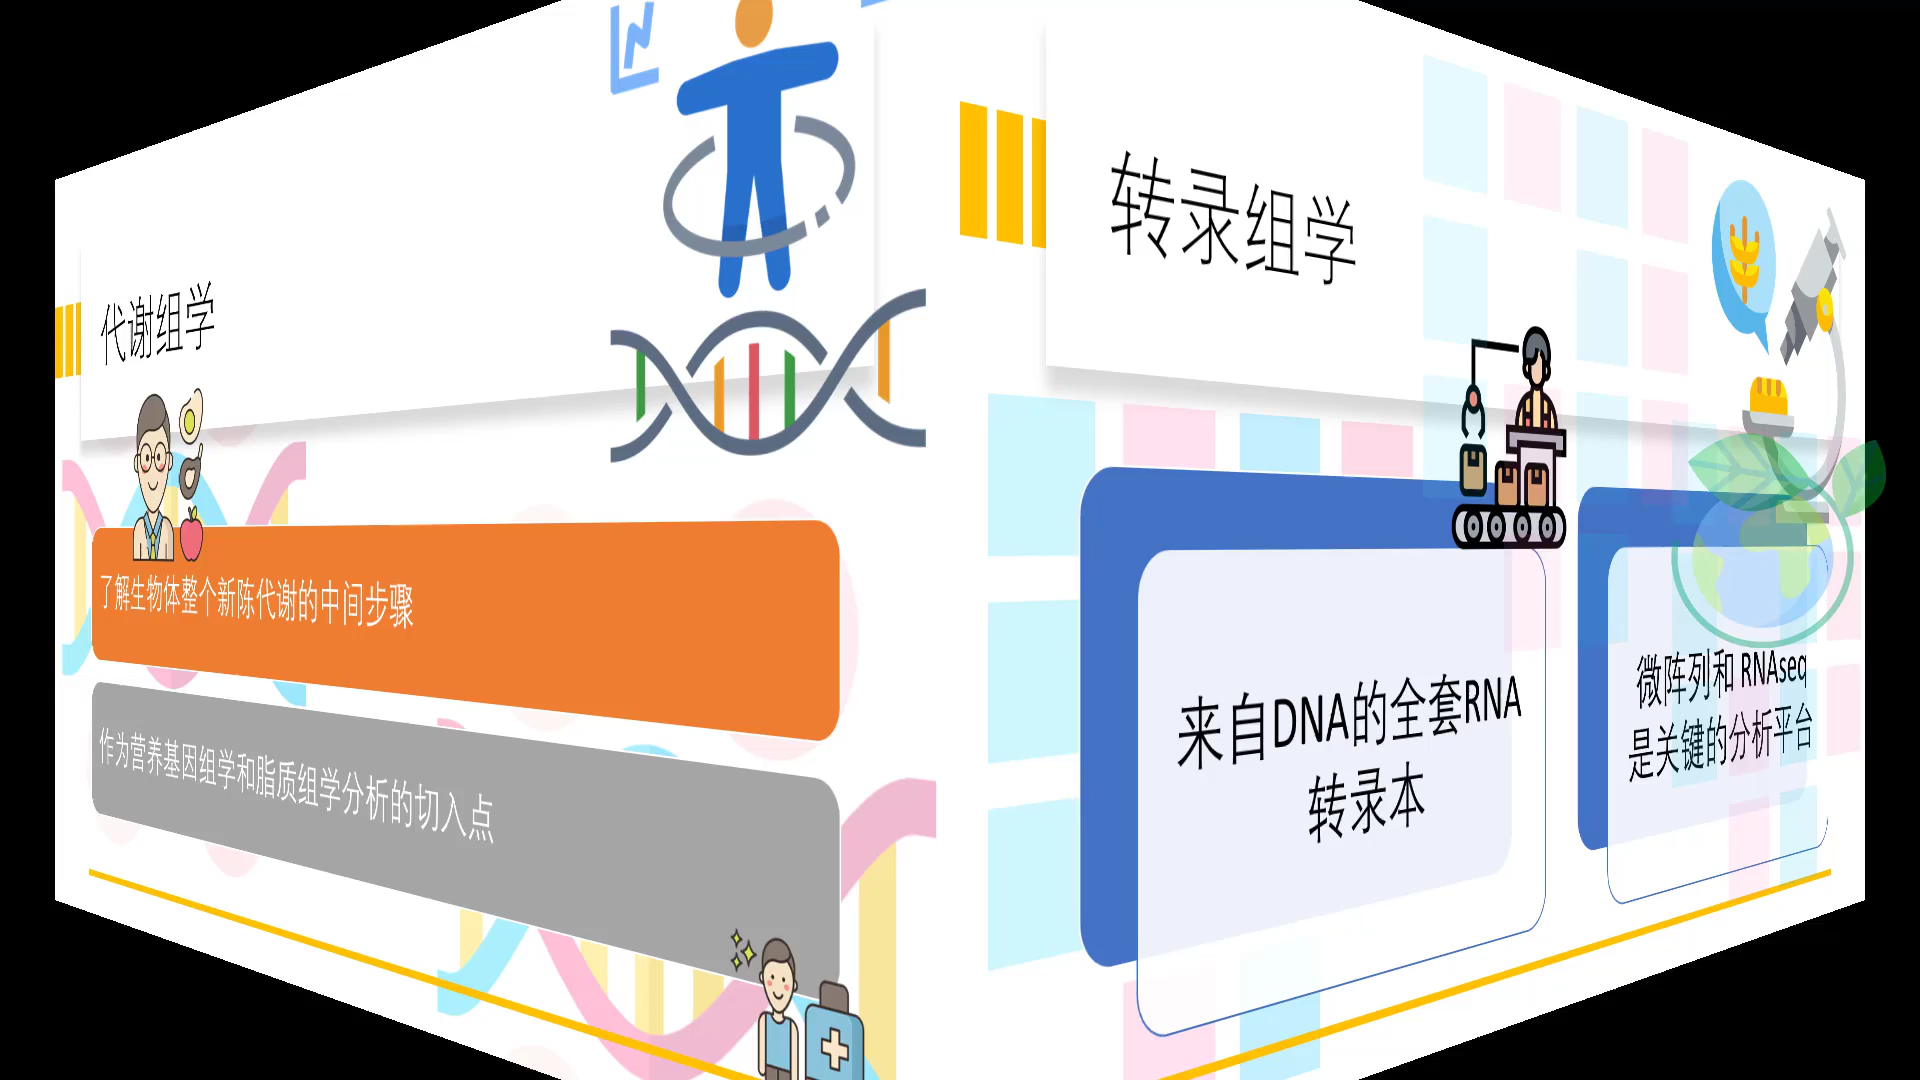 代谢组学
了解生物体整个新陈代谢的中间步骤
作为营养基因组学和脂质组学分析的切入点
转录组学
来自DNA的全套RNA
转录本
微阵列和 RNAseq
是关键的分析平台